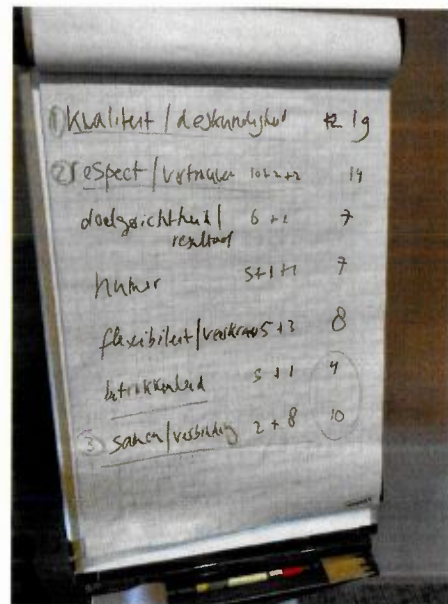 ① kwaliteit / deskundigheid 19
② respect / vertrouwen 10+2+2 14
doelgerichtheid / 6+1 7
resultaat
humor 5+1+1 7
flexibiliteit / 5+3 8
betrokkenheid 3+1 4
③ samen / verbinding 2+8 10